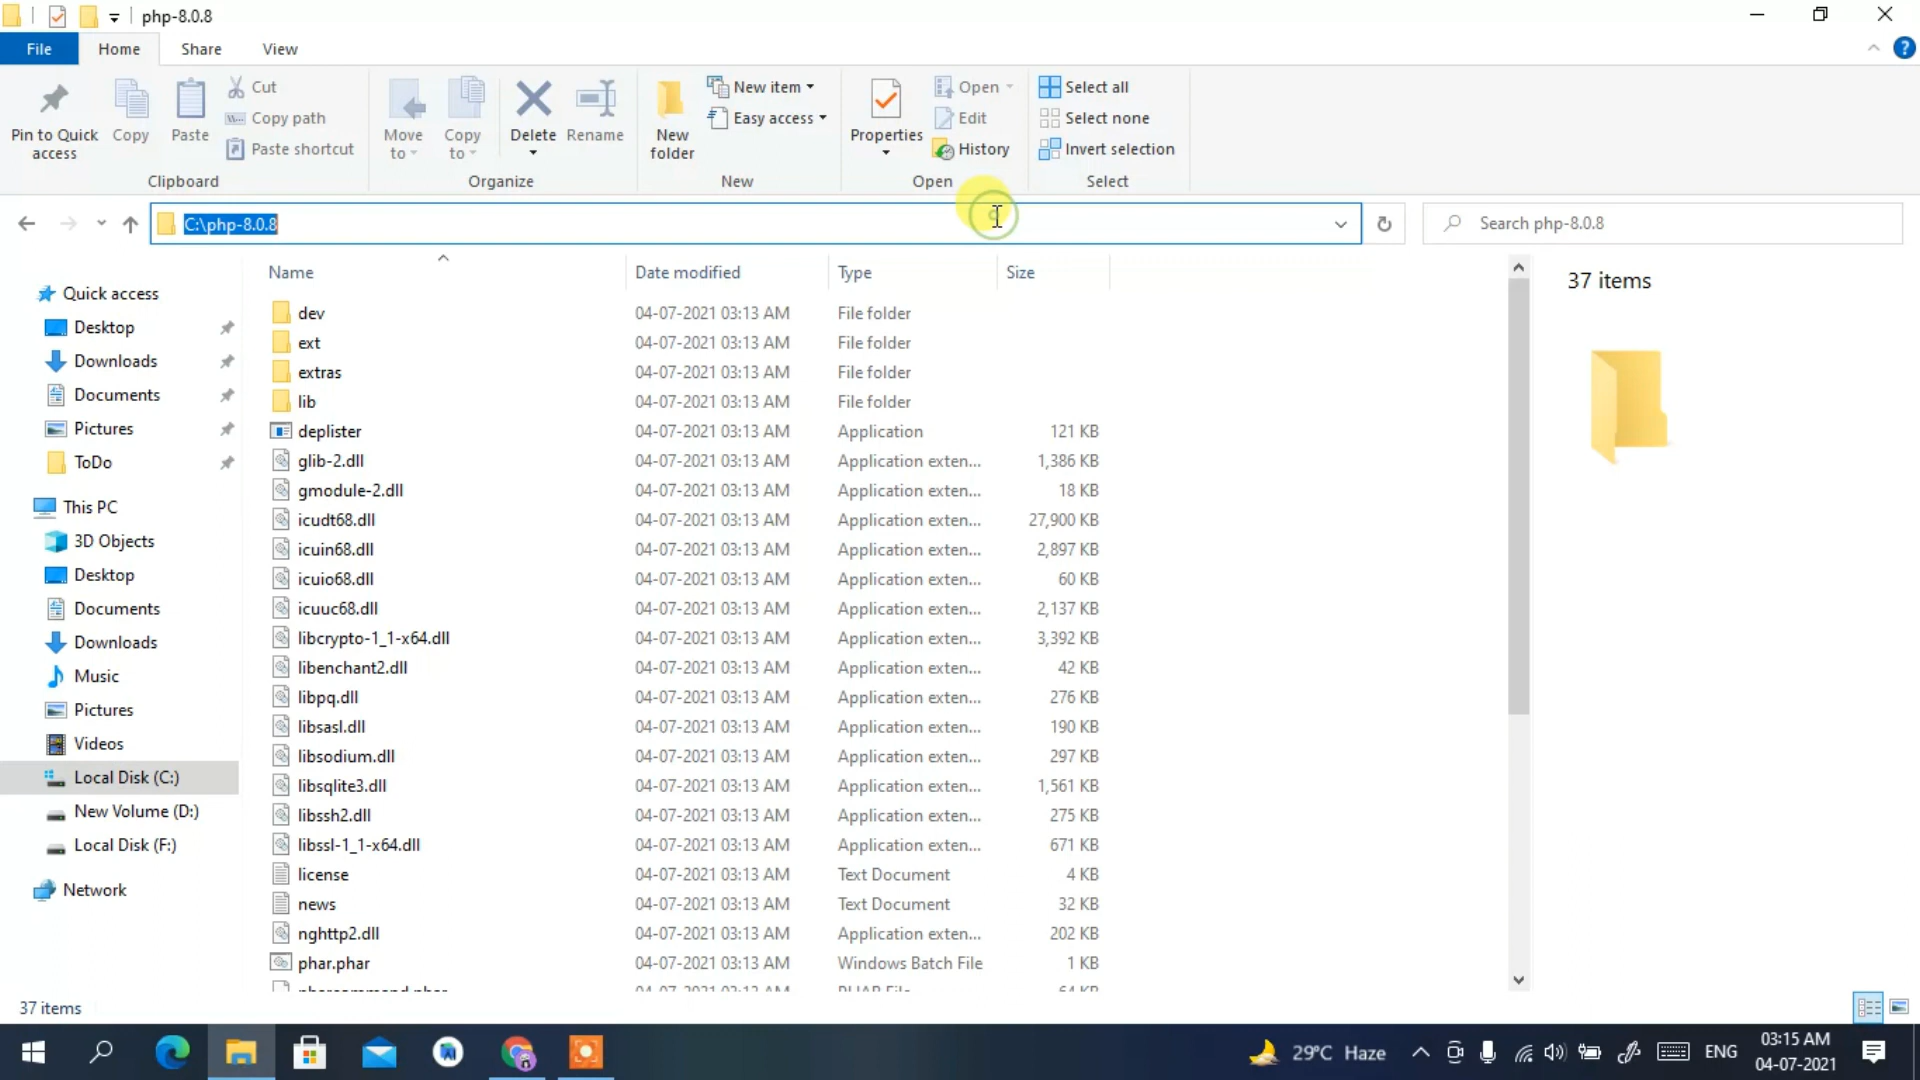 php-8.0.8
File Home Share View
Pin to Quick access
Copy
Paste
Cut
Copy path
Paste shortcut
Clipboard
Move to
Copy to
Delete
Rename
Organize
New folder
New item
Easy access
New
Properties
Open
Edit
History
Open
Select all
Select none
Invert selection
Select
C:\php-8.0.8
Search php-8.0.8
Quick access
Desktop
Downloads
Documents
Pictures
ToDo
This PC
3D Objects
Desktop
Documents
Downloads
Music
Pictures
Videos
Local Disk (C:)
New Volume (D:)
Local Disk (F:)
Network
Name Date modified Type Size
dev 04-07-2021 03:13 AM File folder
ext 04-07-2021 03:13 AM File folder
extras 04-07-2021 03:13 AM File folder
lib 04-07-2021 03:13 AM File folder
deplister 04-07-2021 03:13 AM Application 121 KB
glib-2.dll 04-07-2021 03:13 AM Application exten... 1,386 KB
gmodule-2.dll 04-07-2021 03:13 AM Application exten... 18 KB
icudt68.dll 04-07-2021 03:13 AM Application exten... 27,900 KB
icuin68.dll 04-07-2021 03:13 AM Application exten... 2,897 KB
icuio68.dll 04-07-2021 03:13 AM Application exten... 60 KB
icuuc68.dll 04-07-2021 03:13 AM Application exten... 2,137 KB
libcrypto-1_1-x64.dll 04-07-2021 03:13 AM Application exten... 3,392 KB
libenchant2.dll 04-07-2021 03:13 AM Application exten... 42 KB
libpq.dll 04-07-2021 03:13 AM Application exten... 276 KB
libsasl.dll 04-07-2021 03:13 AM Application exten... 190 KB
libsodium.dll 04-07-2021 03:13 AM Application exten... 297 KB
libsqlite3.dll 04-07-2021 03:13 AM Application exten... 1,561 KB
libssh2.dll 04-07-2021 03:13 AM Application exten... 275 KB
libssl-1_1-x64.dll 04-07-2021 03:13 AM Application exten... 671 KB
license 04-07-2021 03:13 AM Text Document 4 KB
news 04-07-2021 03:13 AM Text Document 32 KB
nghttp2.dll 04-07-2021 03:13 AM Application exten... 202 KB
phar.phar 04-07-2021 03:13 AM Windows Batch File 1 KB
37 items
37 items
29°C Haze
ENG
03:15 AM
04-07-2021